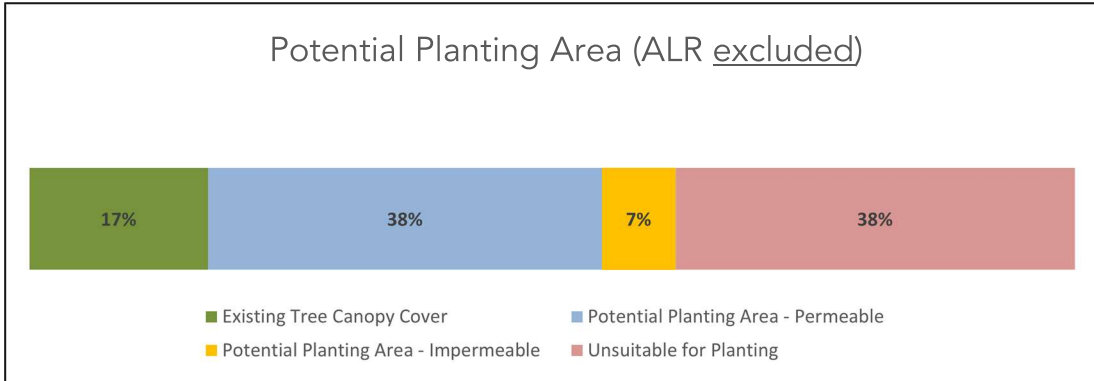 Potential Planting Area (ALR excluded)
17% 38% 7% 38%
Existing Tree Canopy Cover Potential Planting Area - Permeable
Potential Planting Area - Impermeable Unsuitable for Planting